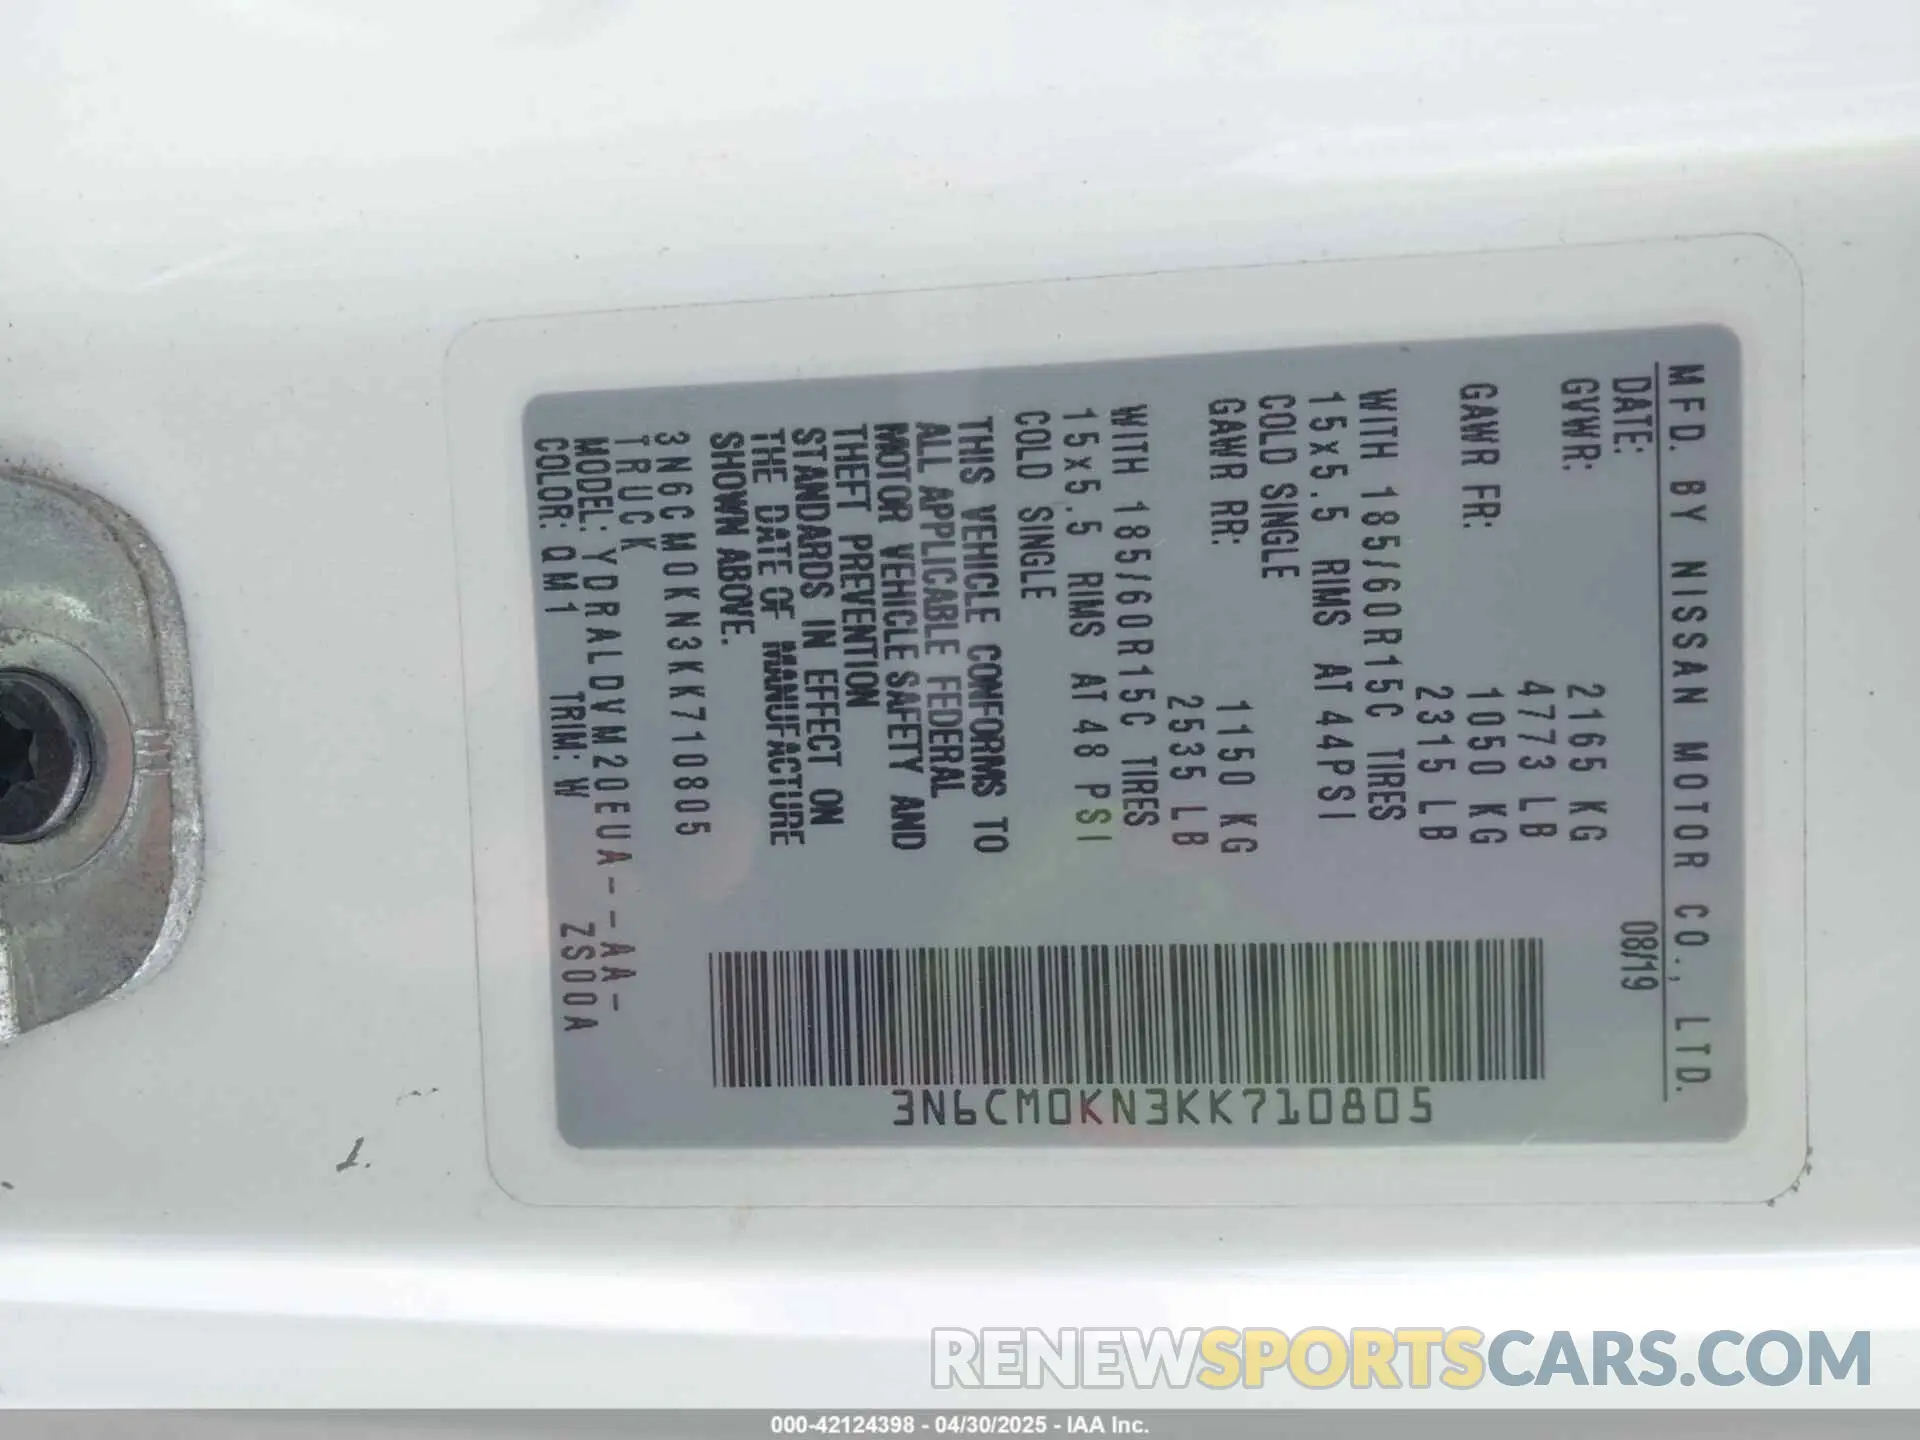 MFD. BY NISSAN MOTOR CO., LTD.
DATE: 08/19
GVWR: 2165 KG
4773 LB
GAWR FR: 1050 KG
2315 LB
WITH 185/60R15C TIRES
15x5.5 RIMS AT 44PSI
COLD SINGLE
GAWR RR: 1150 KG
2535 LB
WITH 185/60R15C TIRES
15x5.5 RIMS AT 48 PSI
COLD SINGLE
THIS VEHICLE CONFORMS TO
ALL APPLICABLE FEDERAL
MOTOR VEHICLE SAFETY AND
THEFT PREVENTION
STANDARDS IN EFFECT ON
THE DATE OF MANUFACTURE
SHOWN ABOVE.
3N6CM0KN3KK710805
TRUCK
MODEL: YDRALDVM20EUA--AA-
COLOR: QM1 TRIM: W ZS00A
3N6CM0KN3KK710805
RENEWSPORTSCARS.COM
000-42124398 - 04/30/2025 - IAA Inc.